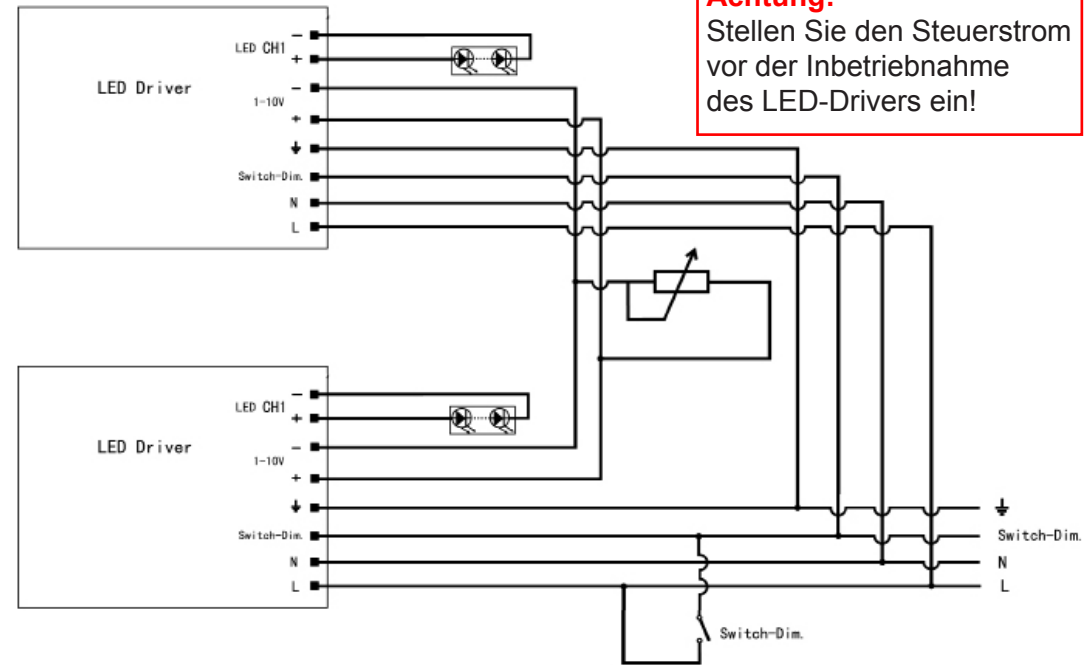 Achtung!
Stellen Sie den Steuerstrom
vor der Inbetriebnahme
des LED-Drivers ein!
LED Driver
LED CH1
−
+
1-10V
−
+
Switch-Dim.
N
L
LED Driver
LED CH1
−
+
1-10V
−
+
Switch-Dim.
N
L
Switch-Dim.
N
L
Switch-Dim.